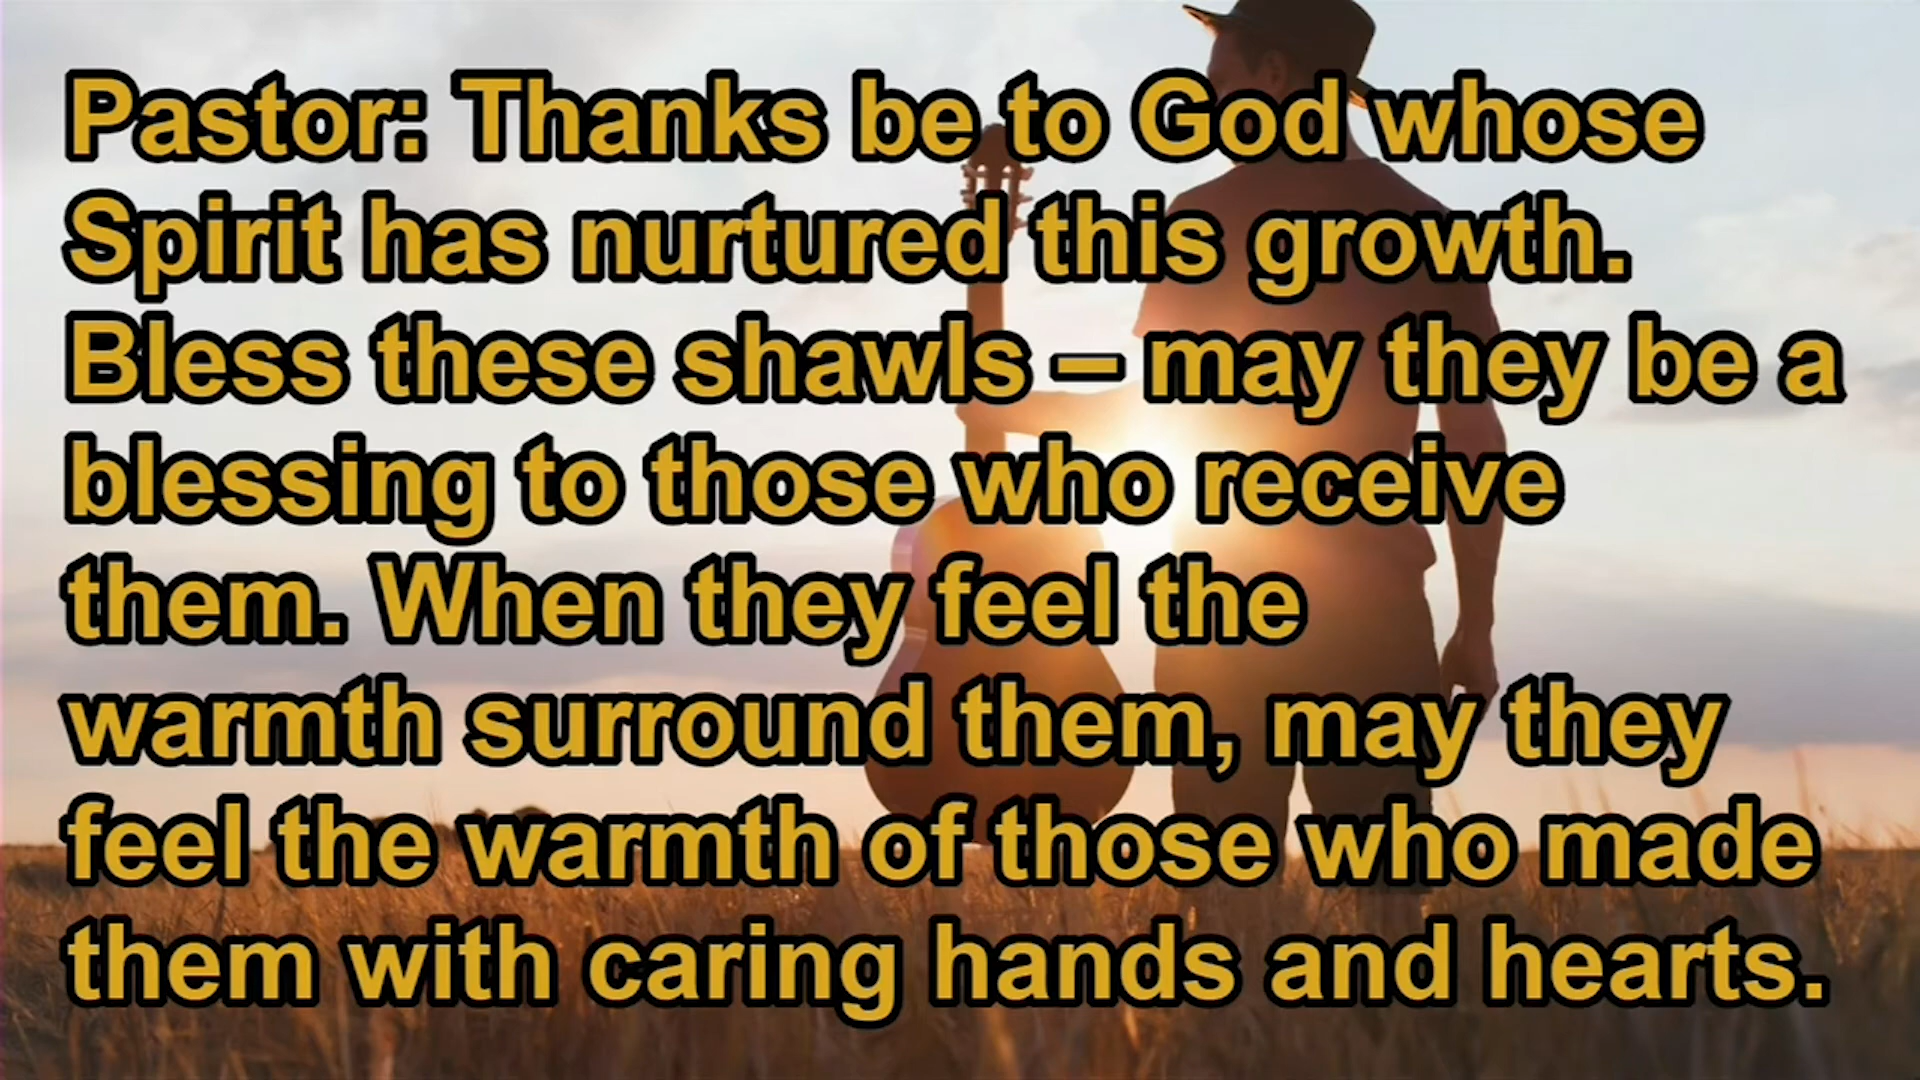 Pastor: Thanks be to God whose
Spirit has nurtured this growth.
Bless these shawls – may they be a
blessing to those who receive
them. When they feel the
warmth surround them, may they
feel the warmth of those who made
them with caring hands and hearts.